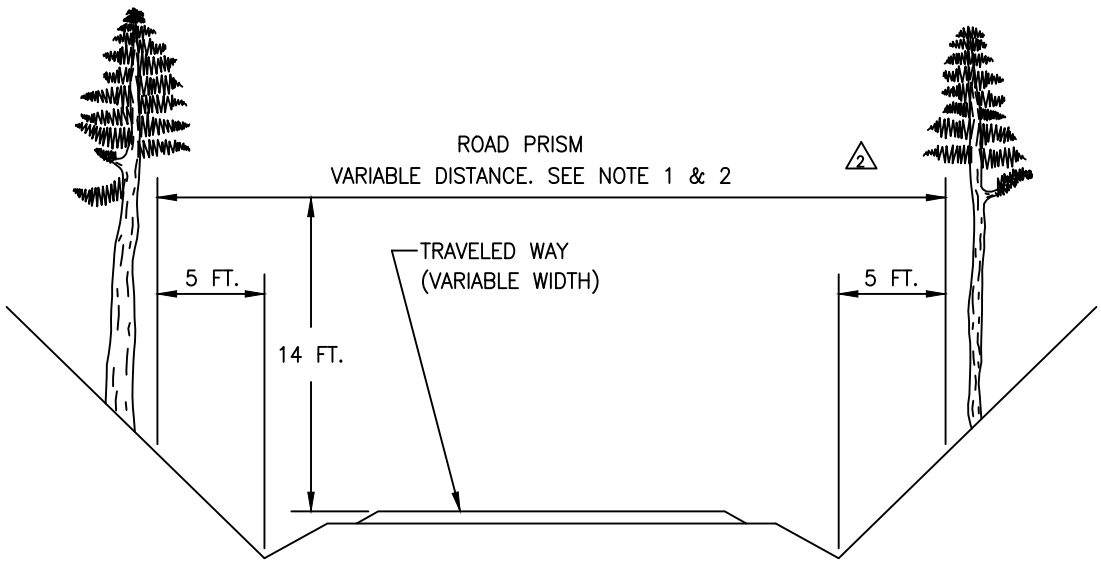 ROAD PRISM
VARIABLE DISTANCE. SEE NOTE 1 & 2
2
TRAVELED WAY
(VARIABLE WIDTH)
5 FT.
5 FT.
14 FT.